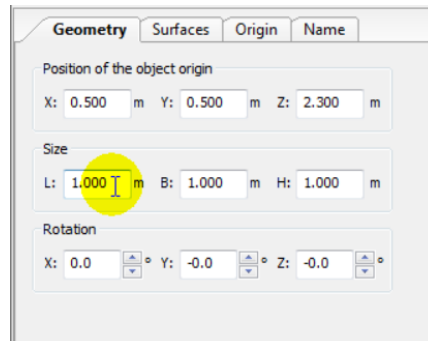 Geometry Surfaces Origin Name
Position of the object origin
X: 0.500 m Y: 0.500 m Z: 2.300 m
Size
L: 1.000 m B: 1.000 m H: 1.000 m
Rotation
X: 0.0 ° Y: -0.0 ° Z: -0.0 °